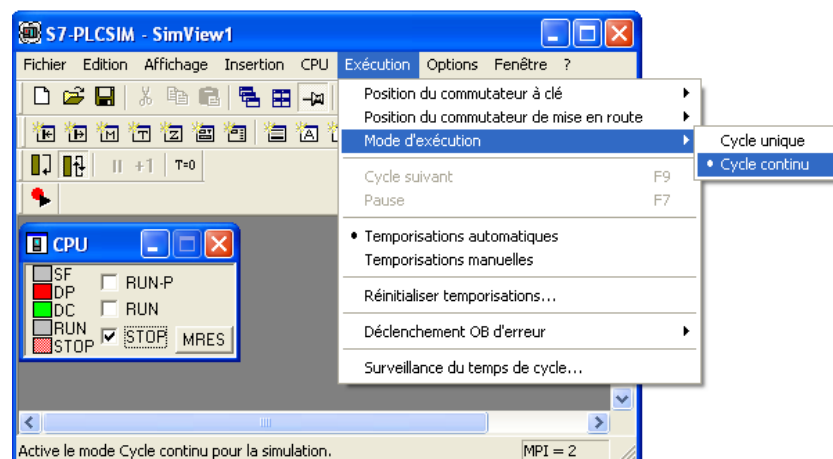 S7-PLCSIM - SimView1
Fichier Edition Affichage Insertion CPU Exécution Options Fenêtre ?
Position du commutateur à clé
Position du commutateur de mise en route
Mode d'exécution
Cycle unique
Cycle continu
Cycle suivant F9
Pause F7
Temporisations automatiques
Temporisations manuelles
Réinitialiser temporisations...
Déclenchement OB d'erreur
Surveillance du temps de cycle...
+1 T=0
CPU
SF
DP
DC
RUN
STOP
RUN-P
RUN
STOP
MRES
Active le mode Cycle continu pour la simulation. MPI = 2